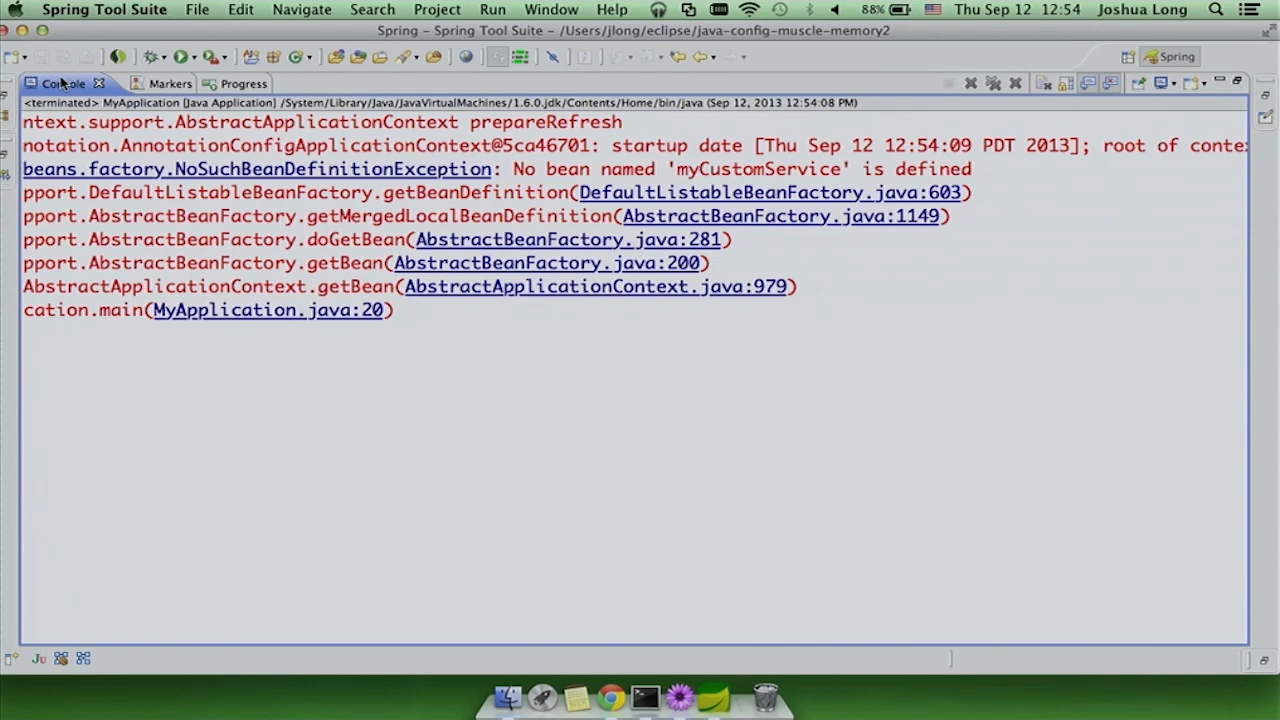 Spring Tool Suite File Edit Navigate Search Project Run Window Help 88% Thu Sep 12 12:54 Joshua Long
Spring - Spring Tool Suite - /Users/jlong/eclipse/java-config-muscle-memory2
Spring
Console Markers Progress
<terminated> MyApplication [Java Application] /System/Library/Java/JavaVirtualMachines/1.6.0.jdk/Contents/Home/bin/java (Sep 12, 2013 12:54:08 PM)
ntext.support.AbstractApplicationContext prepareRefresh
notation.AnnotationConfigApplicationContext@5ca46701: startup date [Thu Sep 12 12:54:09 PDT 2013]; root of conte
beans.factory.NoSuchBeanDefinitionException: No bean named 'myCustomService' is defined
pport.DefaultListableBeanFactory.getBeanDefinition(DefaultListableBeanFactory.java:603)
pport.AbstractBeanFactory.getMergedLocalBeanDefinition(AbstractBeanFactory.java:1149)
pport.AbstractBeanFactory.doGetBean(AbstractBeanFactory.java:281)
pport.AbstractBeanFactory.getBean(AbstractBeanFactory.java:200)
AbstractApplicationContext.getBean(AbstractApplicationContext.java:979)
cation.main(MyApplication.java:20)
Ju